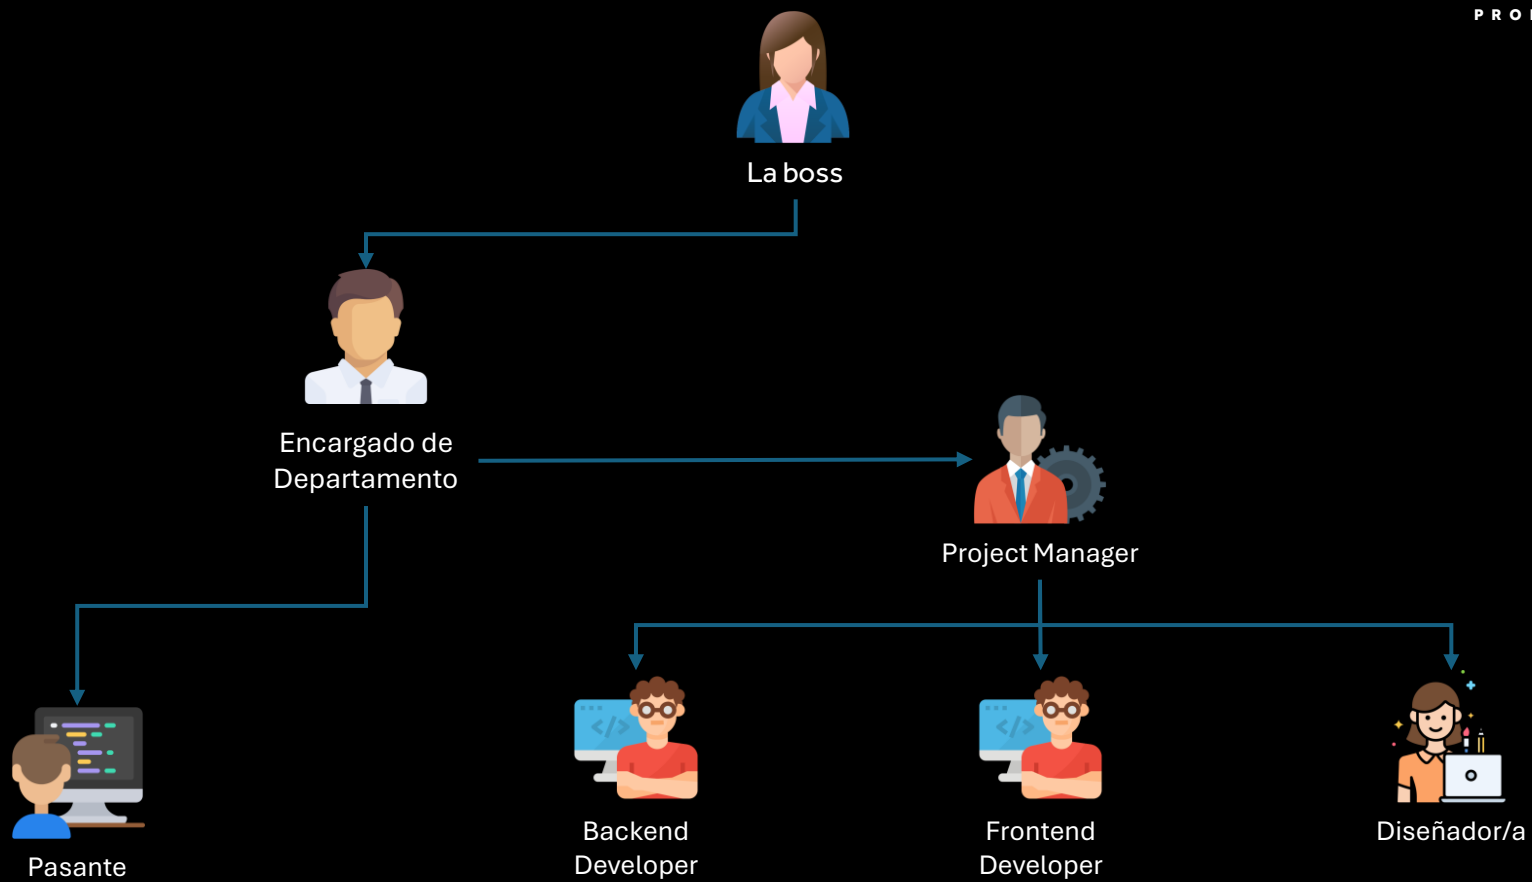 La boss
Encargado de
Departamento
Project Manager
Backend
Developer
Frontend
Developer
Diseñador/a
Pasante